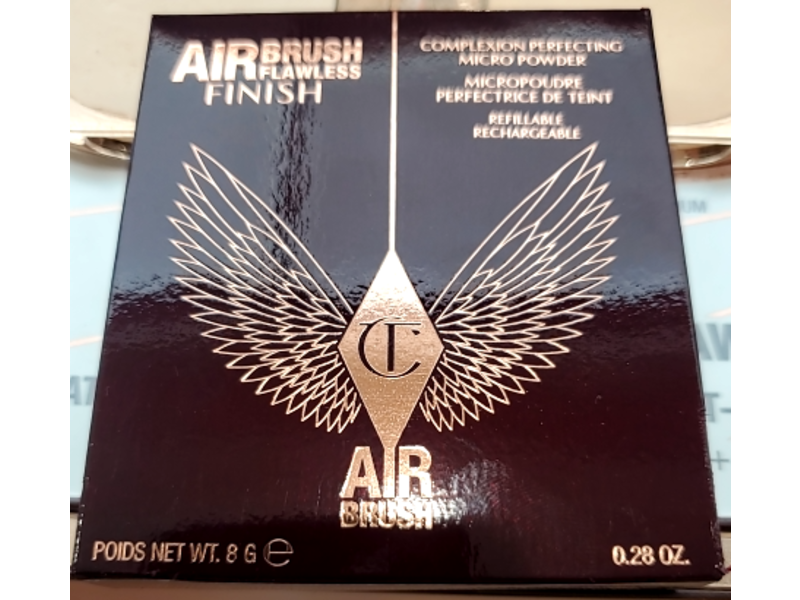 AIRBRUSH
FLAWLESS
FINISH
COMPLEXION PERFECTING
MICRO POWDER
MICROPOUDRE
PERFECTRICE DE TEINT
REFILLABLE
RECHARGEABLE
CT
AIR
BRUSH
POIDS NET WT. 8 G ℮
0.28 OZ.